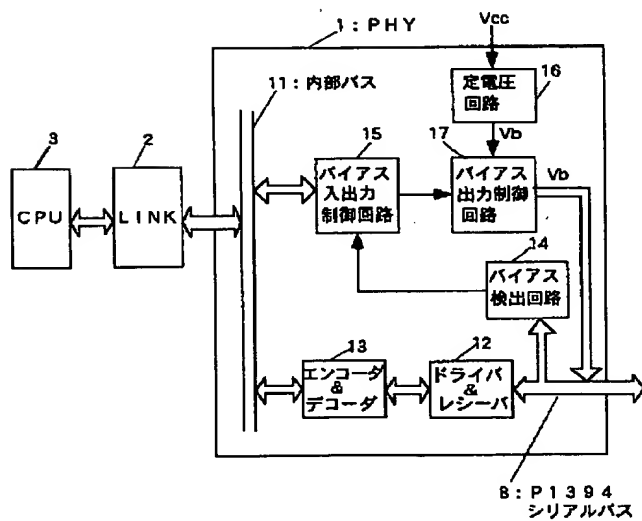 1：PHY
Vcc
11：内部バス
定電圧
回路
16
3
2
15
17
Vb
Vb
CPU
LINK
バイアス
入出力
制御回路
バイアス
出力制御
回路
14
バイアス
検出回路
13
12
エンコーダ
&
デコーダ
ドライバ
&
レシーバ
B：P1394
シリアルバス